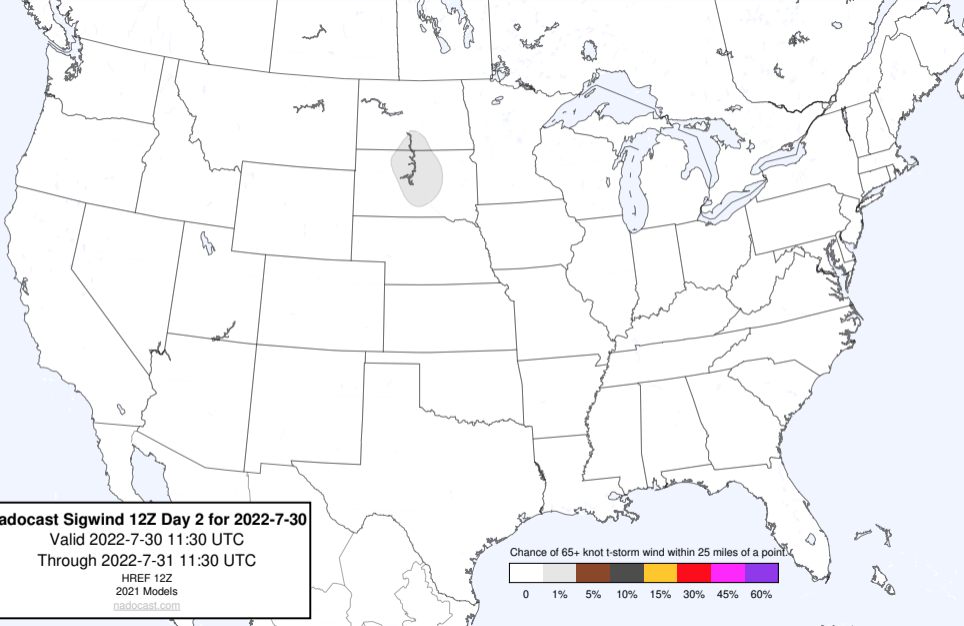 adocast Sigwind 12Z Day 2 for 2022-7-30
Valid 2022-7-30 11:30 UTC
Through 2022-7-31 11:30 UTC
HREF 12Z
2021 Models
nadocast.com
Chance of 65+ knot t-storm wind within 25 miles of a point.
0 1% 5% 10% 15% 30% 45% 60%